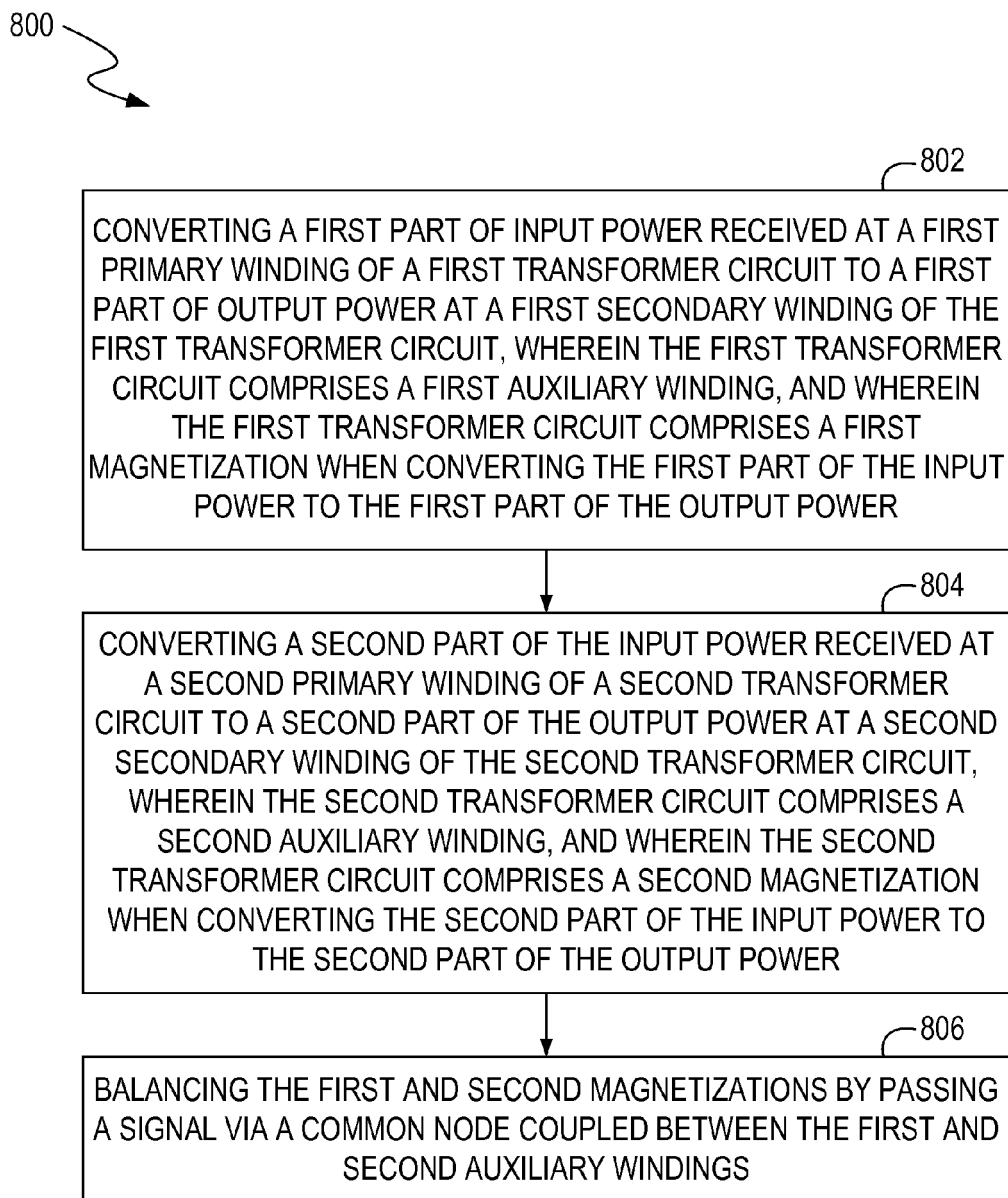 800
802
CONVERTING A FIRST PART OF INPUT POWER RECEIVED AT A FIRST
PRIMARY WINDING OF A FIRST TRANSFORMER CIRCUIT TO A FIRST
PART OF OUTPUT POWER AT A FIRST SECONDARY WINDING OF THE
FIRST TRANSFORMER CIRCUIT, WHEREIN THE FIRST TRANSFORMER
CIRCUIT COMPRISES A FIRST AUXILIARY WINDING, AND WHEREIN
THE FIRST TRANSFORMER CIRCUIT COMPRISES A FIRST
MAGNETIZATION WHEN CONVERTING THE FIRST PART OF THE INPUT
POWER TO THE FIRST PART OF THE OUTPUT POWER
804
CONVERTING A SECOND PART OF THE INPUT POWER RECEIVED AT
A SECOND PRIMARY WINDING OF A SECOND TRANSFORMER
CIRCUIT TO A SECOND PART OF THE OUTPUT POWER AT A SECOND
SECONDARY WINDING OF THE SECOND TRANSFORMER CIRCUIT,
WHEREIN THE SECOND TRANSFORMER CIRCUIT COMPRISES A
SECOND AUXILIARY WINDING, AND WHEREIN THE SECOND
TRANSFORMER CIRCUIT COMPRISES A SECOND MAGNETIZATION
WHEN CONVERTING THE SECOND PART OF THE INPUT POWER TO
THE SECOND PART OF THE OUTPUT POWER
806
BALANCING THE FIRST AND SECOND MAGNETIZATIONS BY PASSING
A SIGNAL VIA A COMMON NODE COUPLED BETWEEN THE FIRST AND
SECOND AUXILIARY WINDINGS